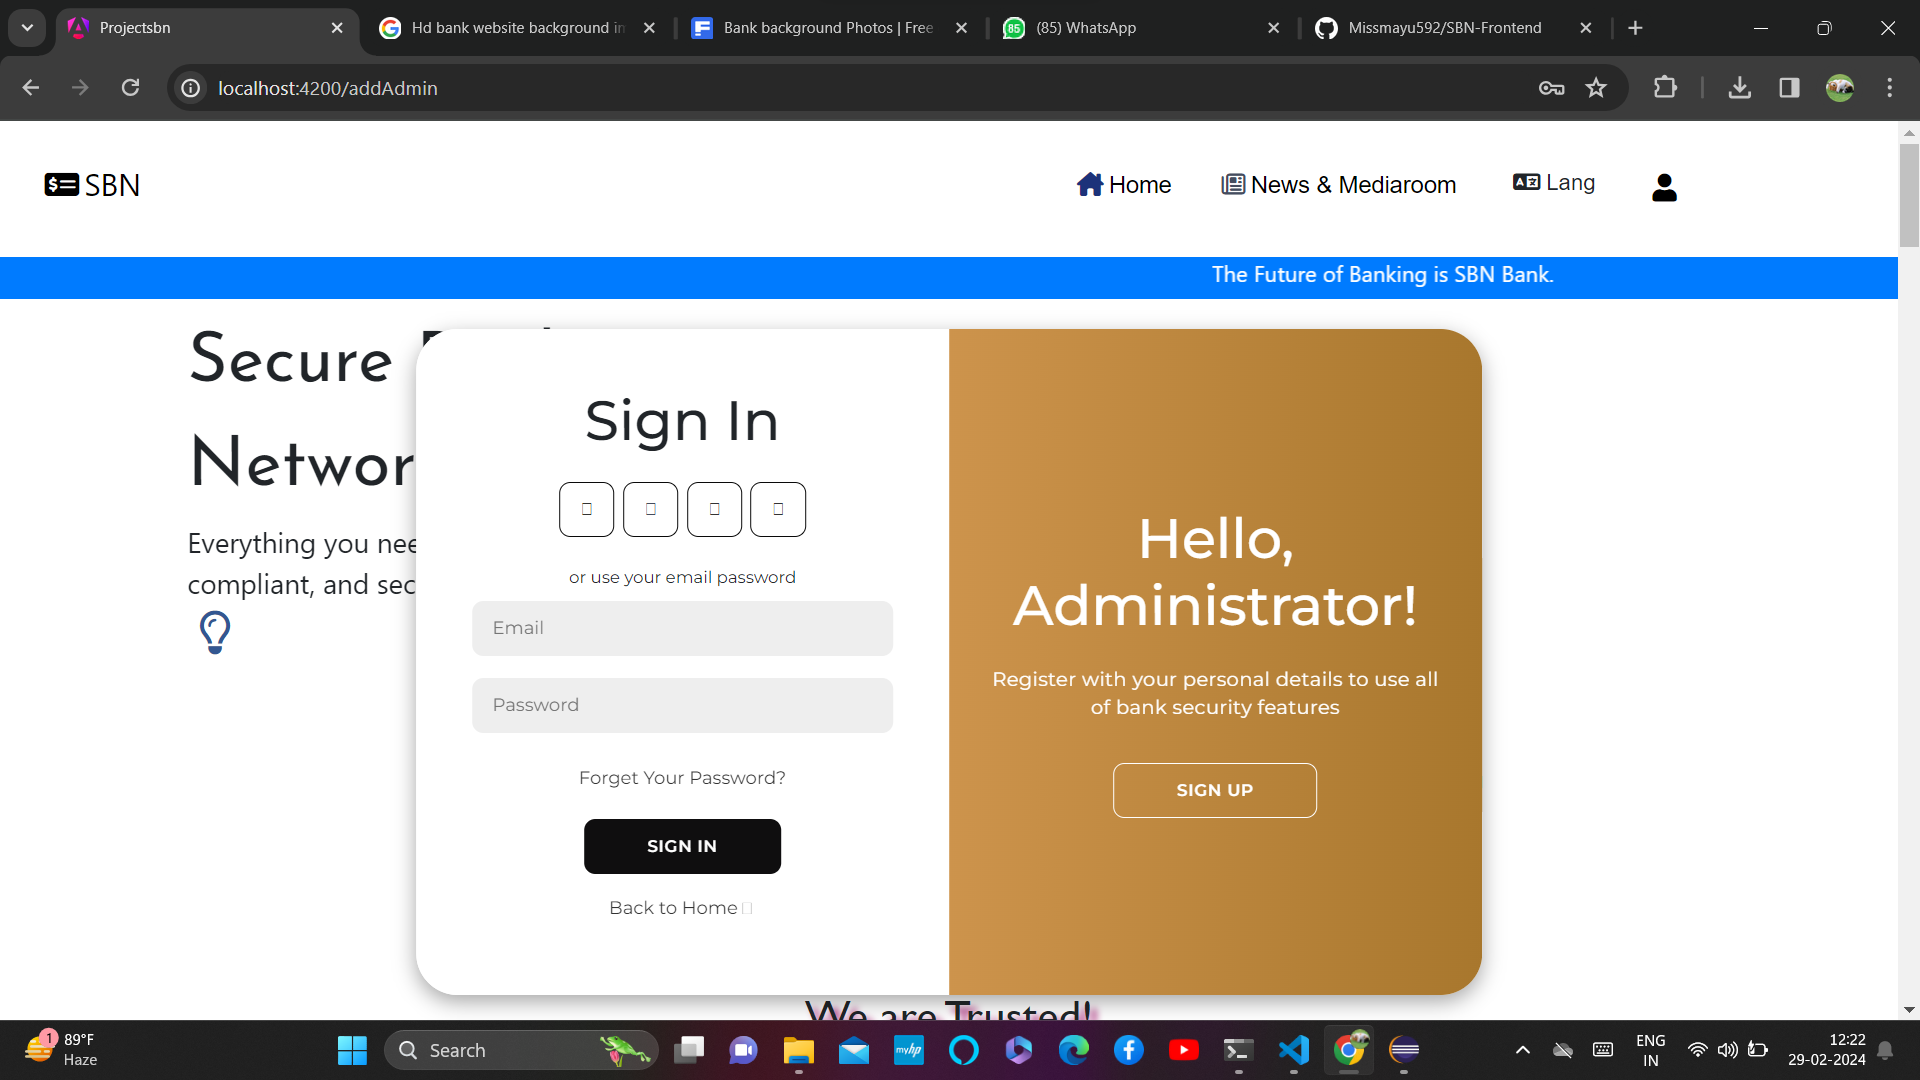 Projectsbn
Hd bank website background in
Bank background Photos | Free
85
(85) WhatsApp
Missmayu592/SBN-Frontend
localhost:4200/addAdmin
SBN
Home
News & Mediaroom
Lang
The Future of Banking is SBN Bank.
Secure
Networ
Everything you nee
compliant, and sec
Sign In
or use your email password
Email
Password
Forget Your Password?
SIGN IN
Back to Home
Hello,
Administrator!
Register with your personal details to use all
of bank security features
SIGN UP
We are Trusted!
1
89°F
Haze
Search
myhp
ENG
IN
12:22
29-02-2024